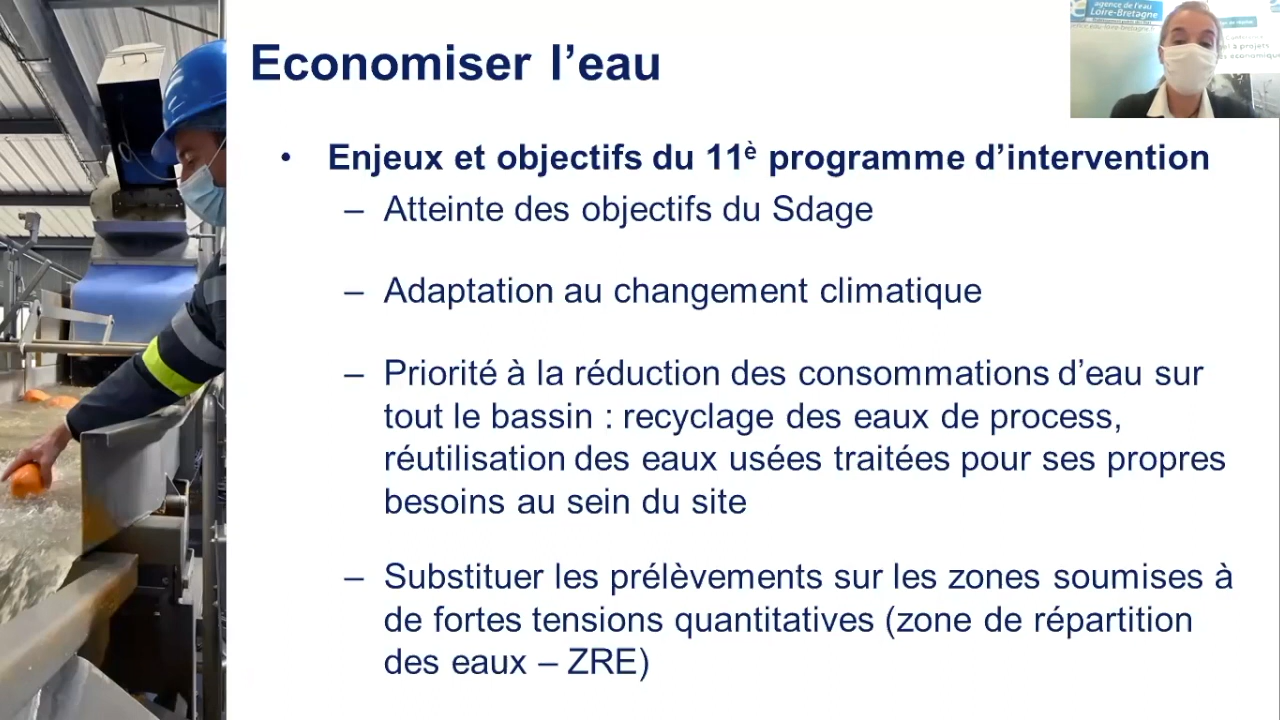 Economiser l'eau
agence de l'eau
Loire-Bretagne
• Enjeux et objectifs du 11è programme d'intervention
– Atteinte des objectifs du Sdage
– Adaptation au changement climatique
– Priorité à la réduction des consommations d'eau sur
tout le bassin : recyclage des eaux de process,
réutilisation des eaux usées traitées pour ses propres
besoins au sein du site
– Substituer les prélèvements sur les zones soumises à
de fortes tensions quantitatives (zone de répartition
des eaux – ZRE)